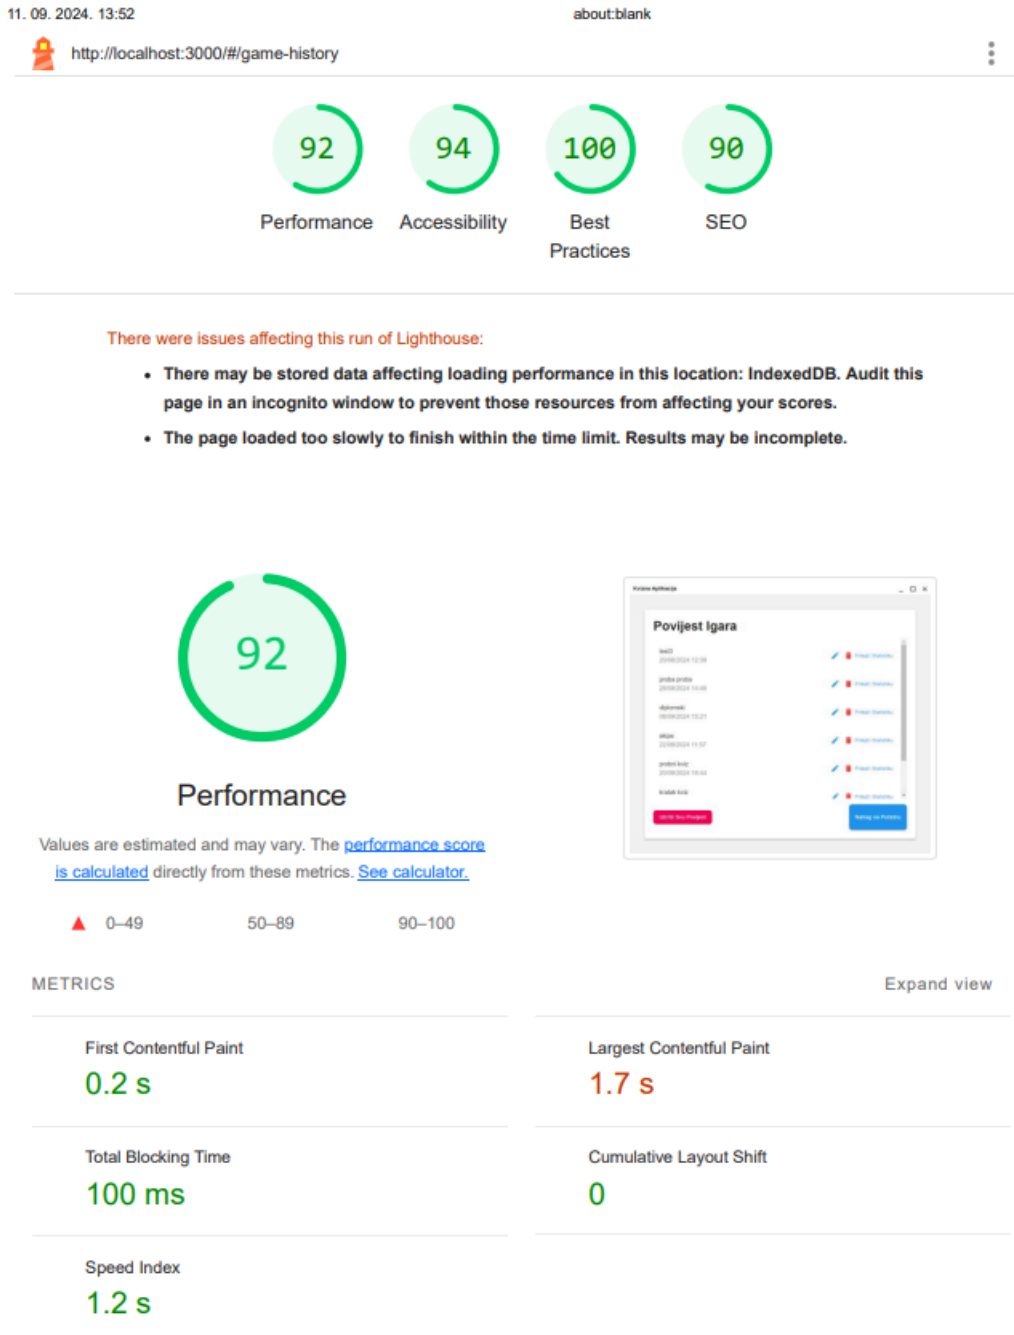 11. 09. 2024. 13:52
about:blank
http://localhost:3000/#/game-history
92
94
100
90
Performance
Accessibility
Best
Practices
SEO
There were issues affecting this run of Lighthouse:
• There may be stored data affecting loading performance in this location: IndexedDB. Audit this
page in an incognito window to prevent those resources from affecting your scores.
• The page loaded too slowly to finish within the time limit. Results may be incomplete.
92
Performance
Values are estimated and may vary. The performance score
is calculated directly from these metrics. See calculator.
0–49
50–89
90–100
Povijest Igara
proba proba
diplomski
METRICS
Expand view
First Contentful Paint
0.2 s
Largest Contentful Paint
1.7 s
Total Blocking Time
100 ms
Cumulative Layout Shift
0
Speed Index
1.2 s